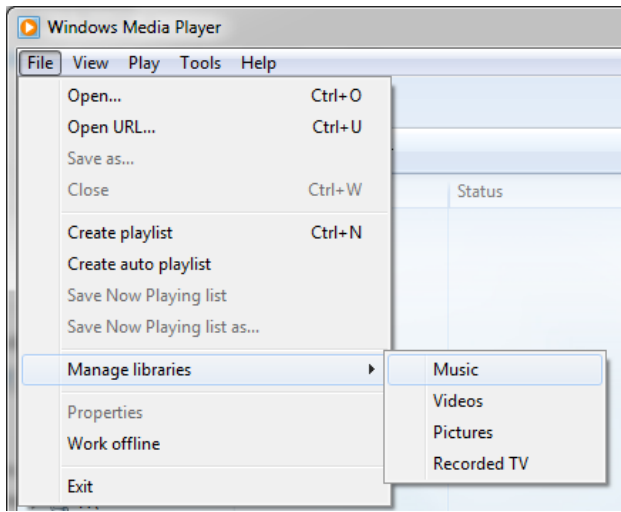 Windows Media Player
File View Play Tools Help
Open... Ctrl+O
Open URL... Ctrl+U
Save as...
Close Ctrl+W
Status
Create playlist Ctrl+N
Create auto playlist
Save Now Playing list
Save Now Playing list as...
Manage libraries
Music
Videos
Properties
Pictures
Work offline
Recorded TV
Exit